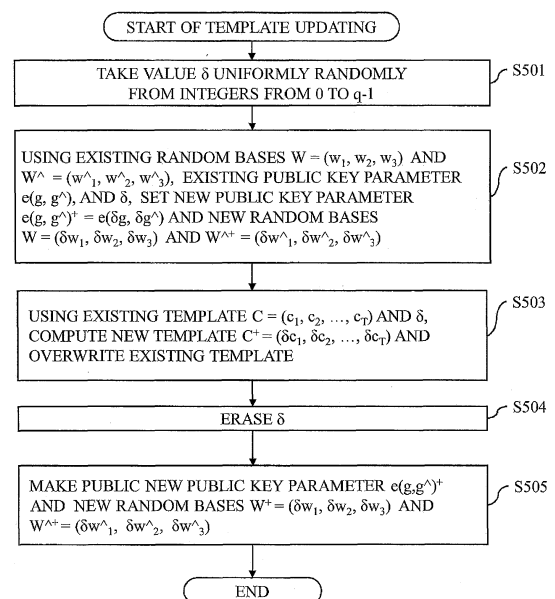 START OF TEMPLATE UPDATING
TAKE VALUE δ UNIFORMLY RANDOMLY
FROM INTEGERS FROM 0 TO q-1
S501
USING EXISTING RANDOM BASES W = (w₁, w₂, w₃) AND
W^ = (w^₁, w^₂, w^₃), EXISTING PUBLIC KEY PARAMETER
e(g, g^), AND δ, SET NEW PUBLIC KEY PARAMETER
e(g, g^)⁺ = e(δg, δg^) AND NEW RANDOM BASES
W = (δw₁, δw₂, δw₃) AND W^⁺ = (δw^₁, δw^₂, δw^₃)
S502
USING EXISTING TEMPLATE C = (c₁, c₂, …, c_T) AND δ,
COMPUTE NEW TEMPLATE C⁺ = (δc₁, δc₂, …, δc_T) AND
OVERWRITE EXISTING TEMPLATE
S503
ERASE δ
S504
MAKE PUBLIC NEW PUBLIC KEY PARAMETER e(g,g^)⁺
AND NEW RANDOM BASES W⁺ = (δw₁, δw₂, δw₃) AND
W^⁺ = (δw^₁, δw^₂, δw^₃)
S505
END